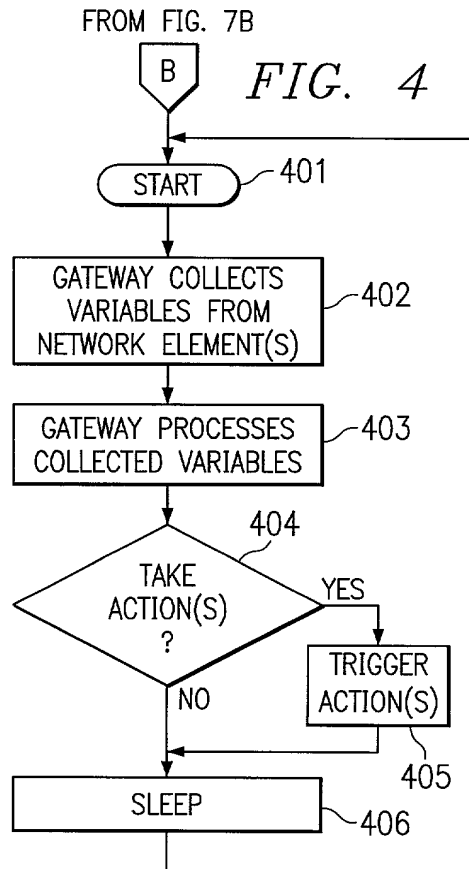 FROM FIG. 7B
B
FIG. 4
START
401
GATEWAY COLLECTS
VARIABLES FROM
NETWORK ELEMENT(S)
402
GATEWAY PROCESSES
COLLECTED VARIABLES
403
404
TAKE
ACTION(S)
?
YES
NO
TRIGGER
ACTION(S)
405
SLEEP
406